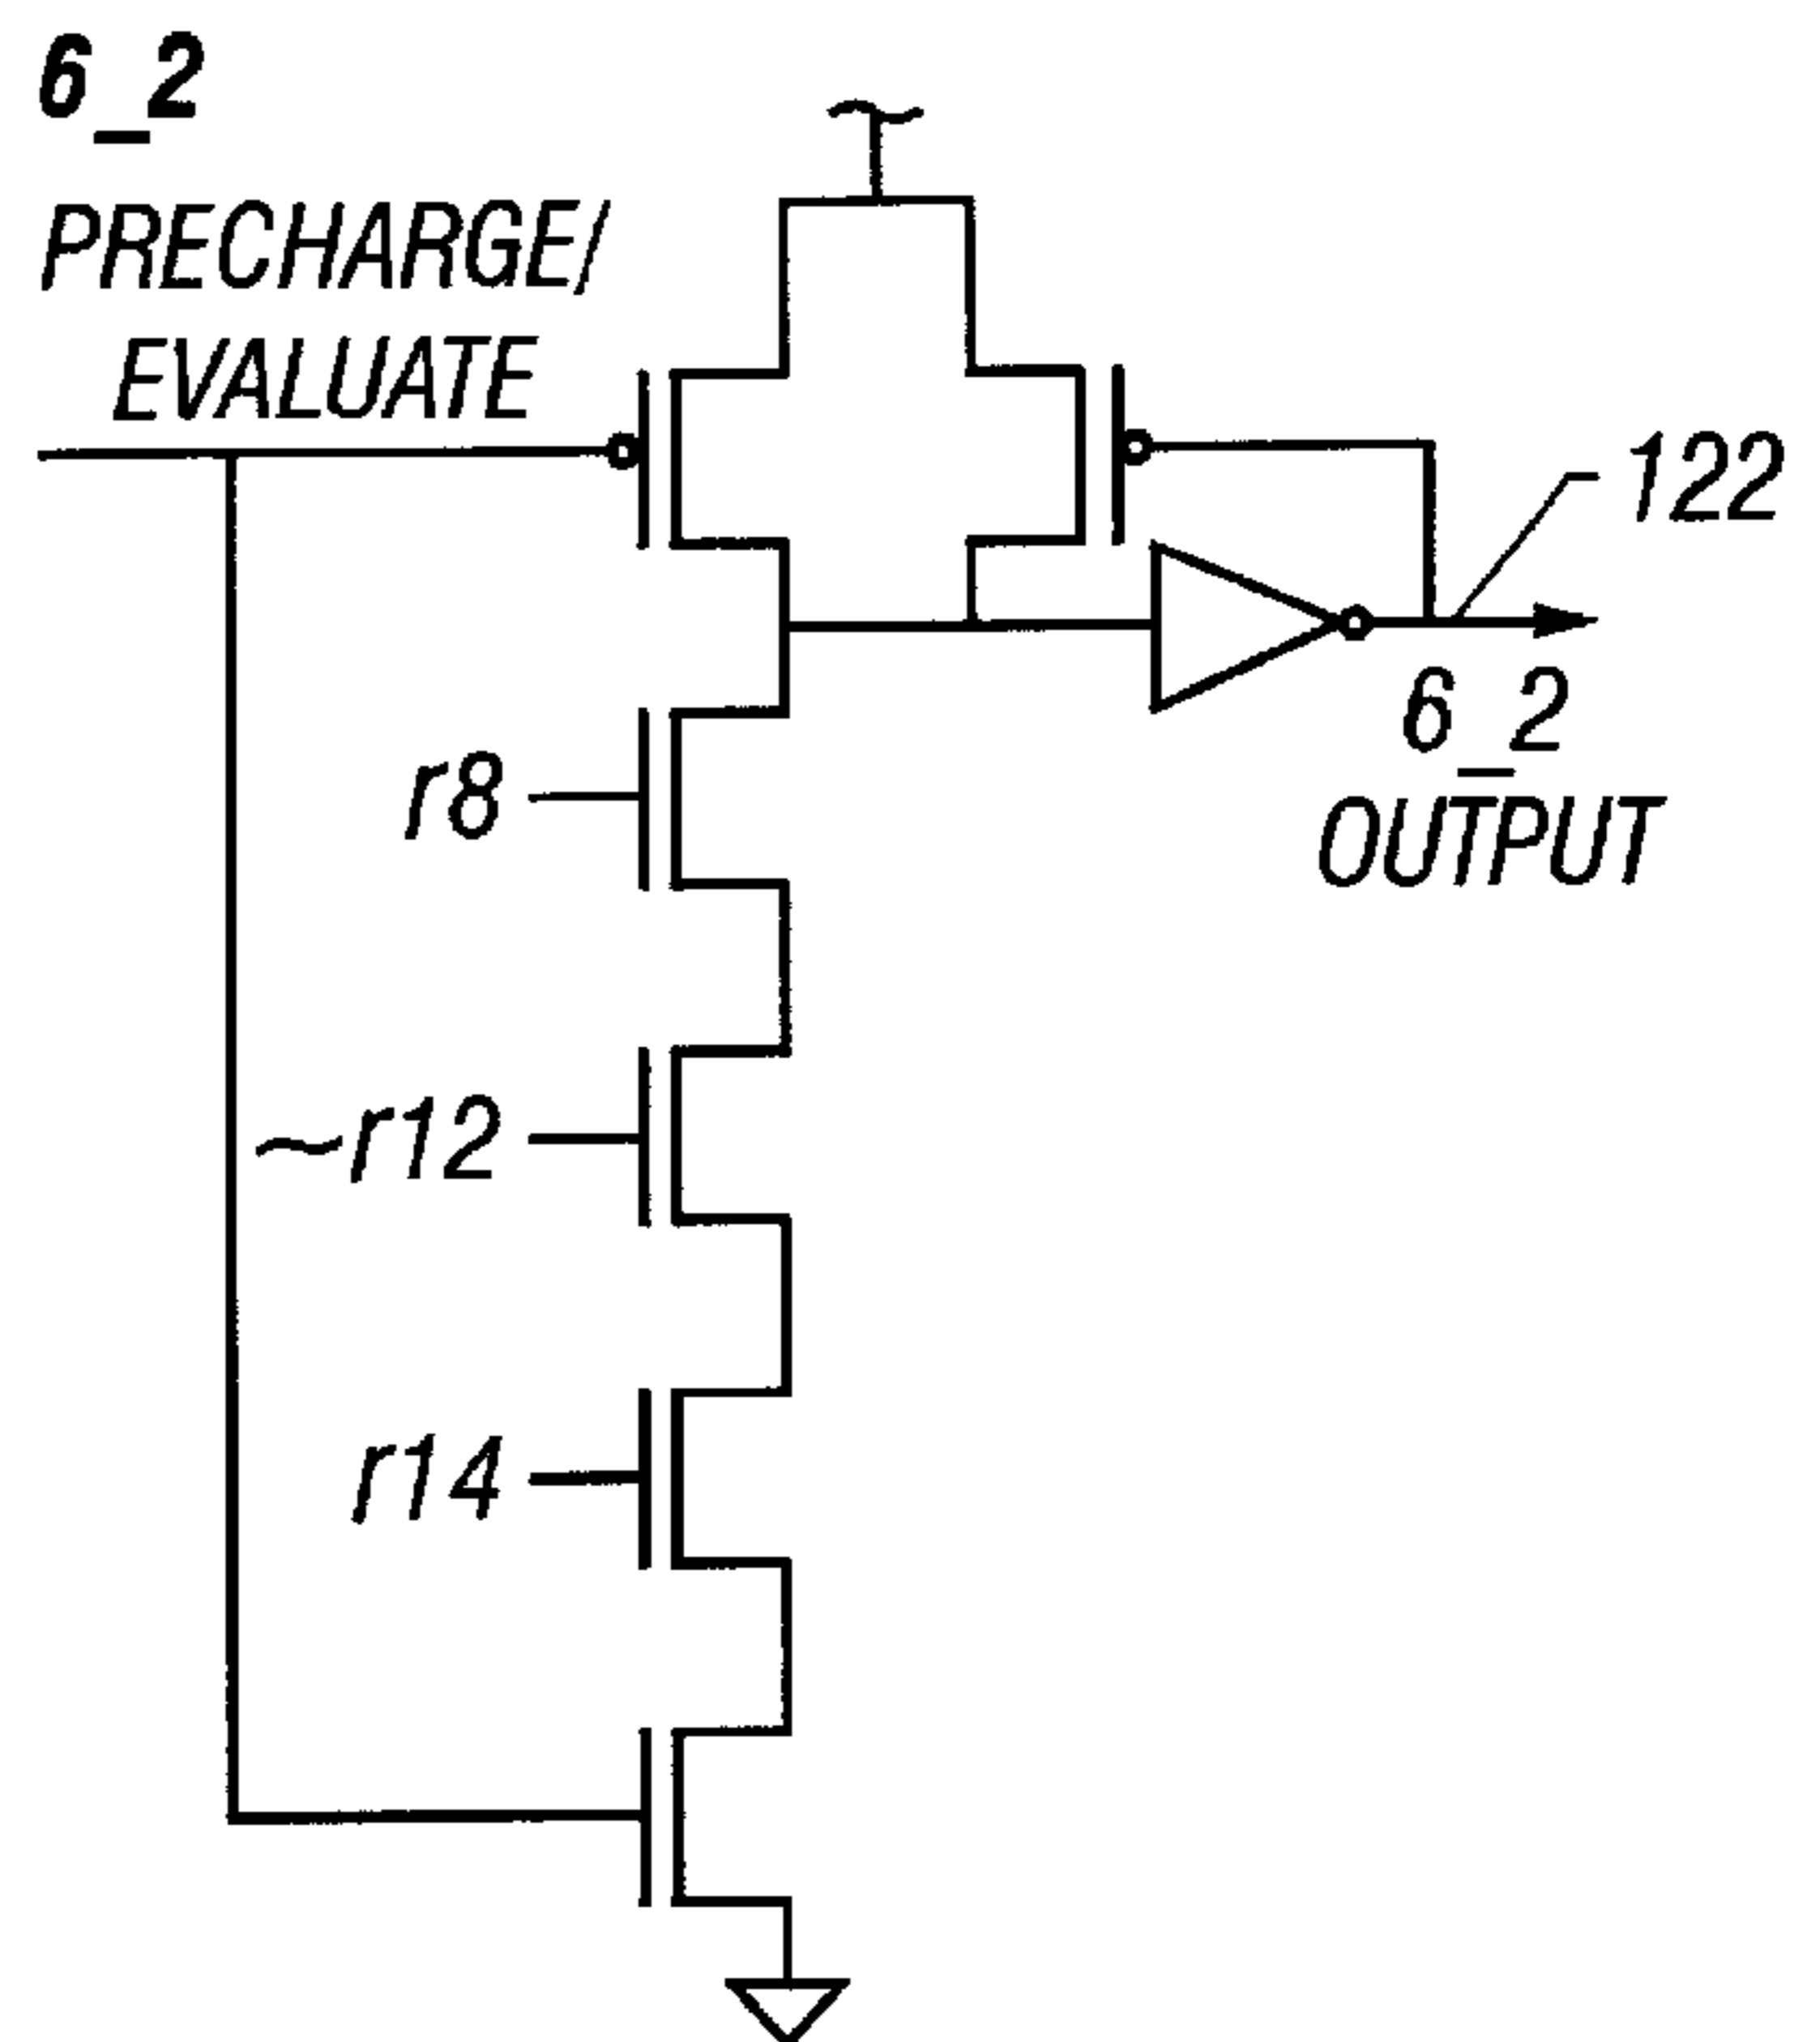 6_2
PRECHARGE/
EVALUATE
122
6_2
OUTPUT
r8
~r12
r14